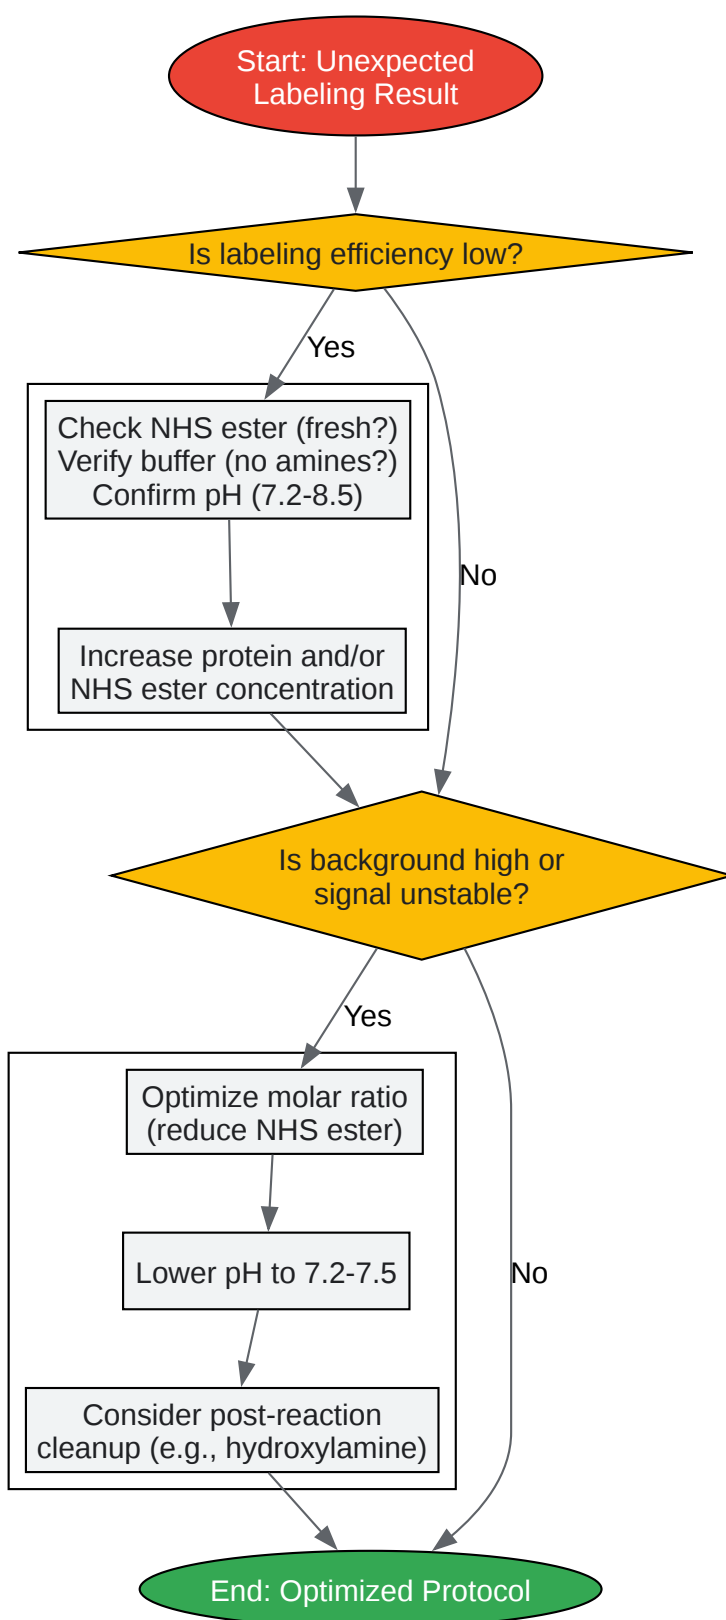 Start: Unexpected
Labeling Result
Is labeling efficiency low?
Yes
Check NHS ester (fresh?)
Verify buffer (no amines?)
Confirm pH (7.2-8.5)
No
Increase protein and/or
NHS ester concentration
Is background high or
signal unstable?
Yes
Optimize molar ratio
(reduce NHS ester)
Lower pH to 7.2-7.5
No
Consider post-reaction
cleanup (e.g., hydroxylamine)
End: Optimized Protocol